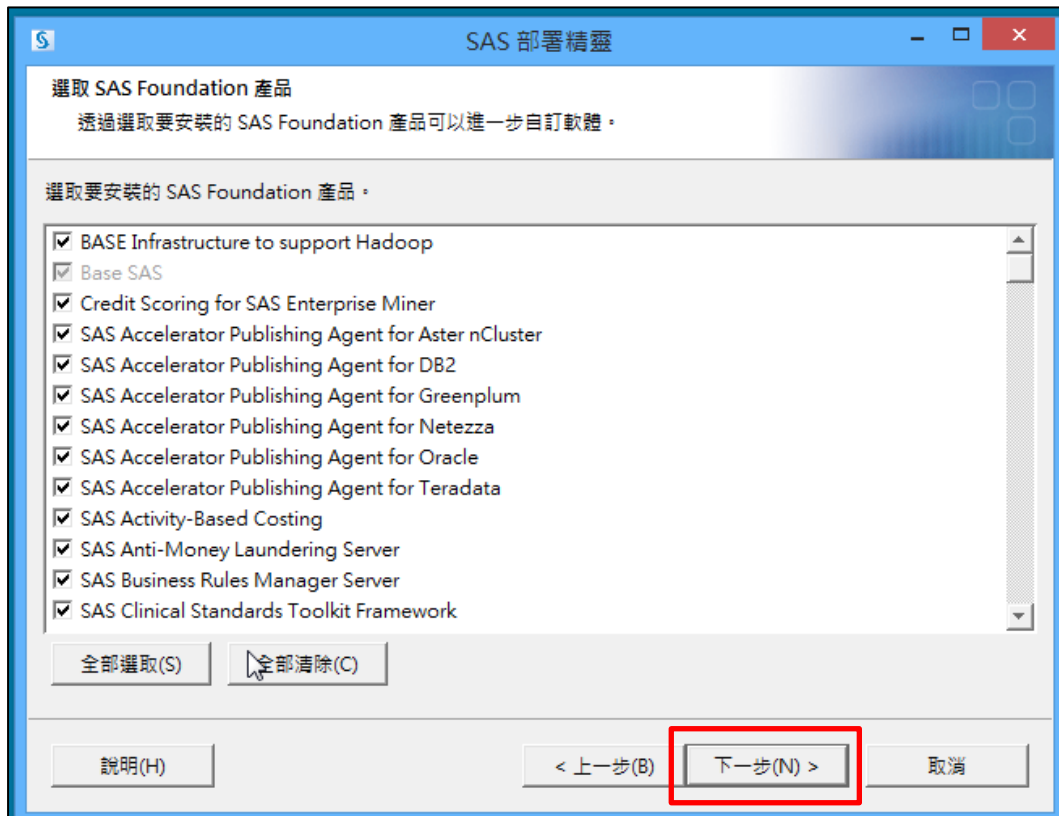 SAS 部署精靈
選取 SAS Foundation 產品
透過選取要安裝的 SAS Foundation 產品可以進一步自訂軟體。
選取要安裝的 SAS Foundation 產品。
BASE Infrastructure to support Hadoop
Base SAS
Credit Scoring for SAS Enterprise Miner
SAS Accelerator Publishing Agent for Aster nCluster
SAS Accelerator Publishing Agent for DB2
SAS Accelerator Publishing Agent for Greenplum
SAS Accelerator Publishing Agent for Netezza
SAS Accelerator Publishing Agent for Oracle
SAS Accelerator Publishing Agent for Teradata
SAS Activity-Based Costing
SAS Anti-Money Laundering Server
SAS Business Rules Manager Server
SAS Clinical Standards Toolkit Framework
全部選取(S) 全部清除(C)
說明(H) < 上一步(B) 下一步(N) > 取消